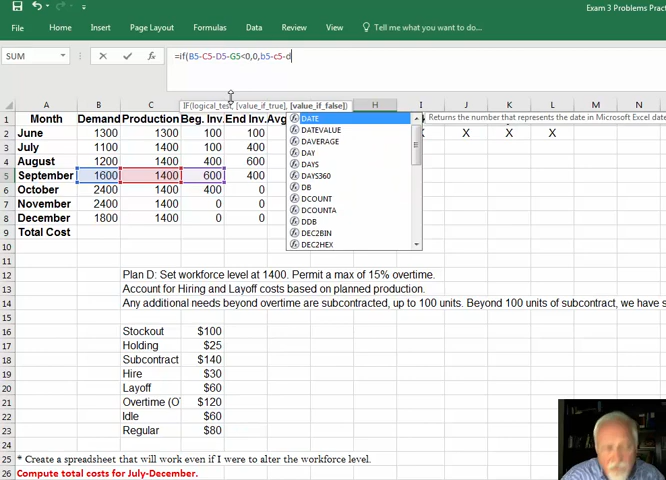 Exam 3 Problems Practi
File Home Insert Page Layout Formulas Data Review View Tell me what you want to do...
SUM =if(B5-C5-D5-G5<0,0,b5-c5-d
IF(logical_test, [value_if_true], [value_if_false])
A B C D E H I J K L
1 Month Demand Production Beg. Inv. End Inv. Avg DATE Returns the number that represents the date in Microsoft Excel dat
2 June 1300 1300 100 100 DATEVALUE X X X X
DAVERAGE
3 July 1100 1400 100 400
DAY
4 August 1200 1400 400 600 DAYS
5 September 1600 1400 600 400 DAYS360
DB
6 October 2400 1400 400 0
DCOUNT
7 November 2400 1400 0 0 DCOUNTA
8 December 1800 1400 0 0 DDB
9 Total Cost DEC2BIN
10 DEC2HEX
11
12 Plan D: Set workforce level at 1400. Permit a max of 15% overtime.
13 Account for Hiring and Layoff costs based on planned production.
14 Any additional needs beyond overtime are subcontracted, up to 100 units. Beyond 100 units of subcontract, we have s
15
16 Stockout $100
17 Holding $25
18 Subcontract $140
19 Hire $30
20 Layoff $60
21 Overtime (O $120
22 Idle $60
23 Regular $80
24
25 * Create a spreadsheet that will work even if I were to alter the workforce level.
26 Compute total costs for July-December.